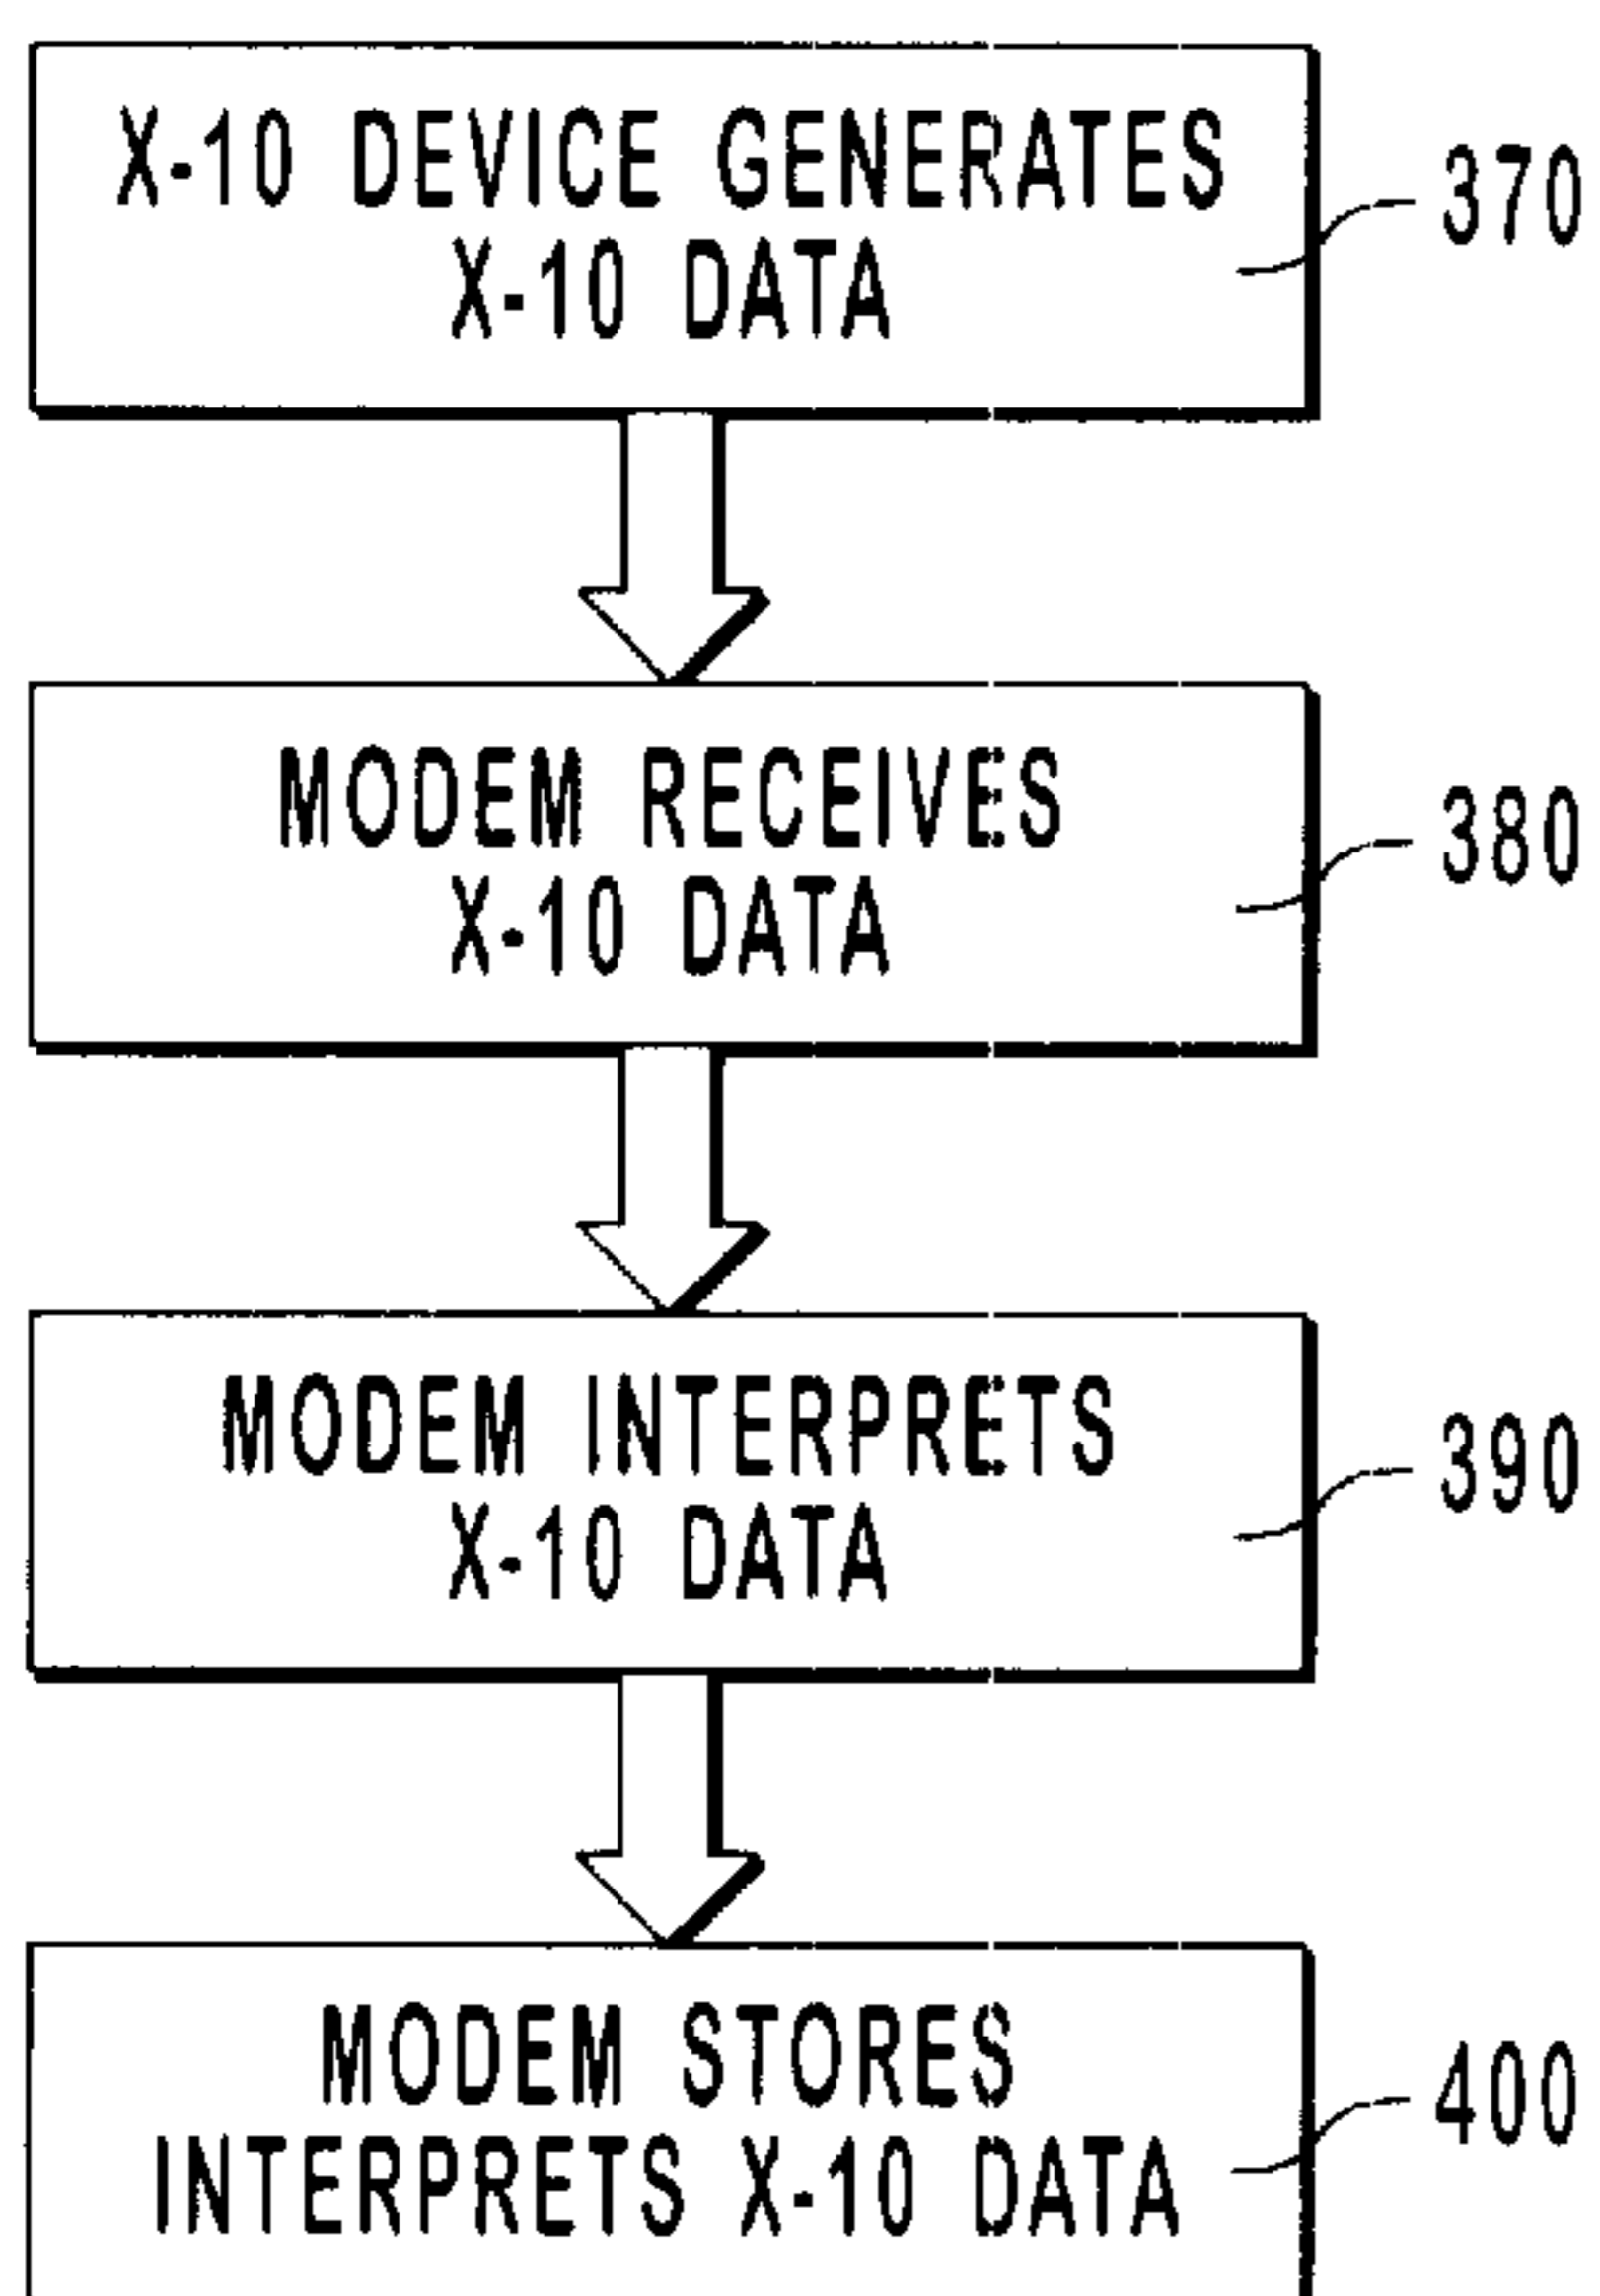 X-10 DEVICE GENERATES
X-10 DATA
370
MODEM RECEIVES
X-10 DATA
380
MODEM INTERPRETS
X-10 DATA
390
MODEM STORES
INTERPRETS X-10 DATA
400